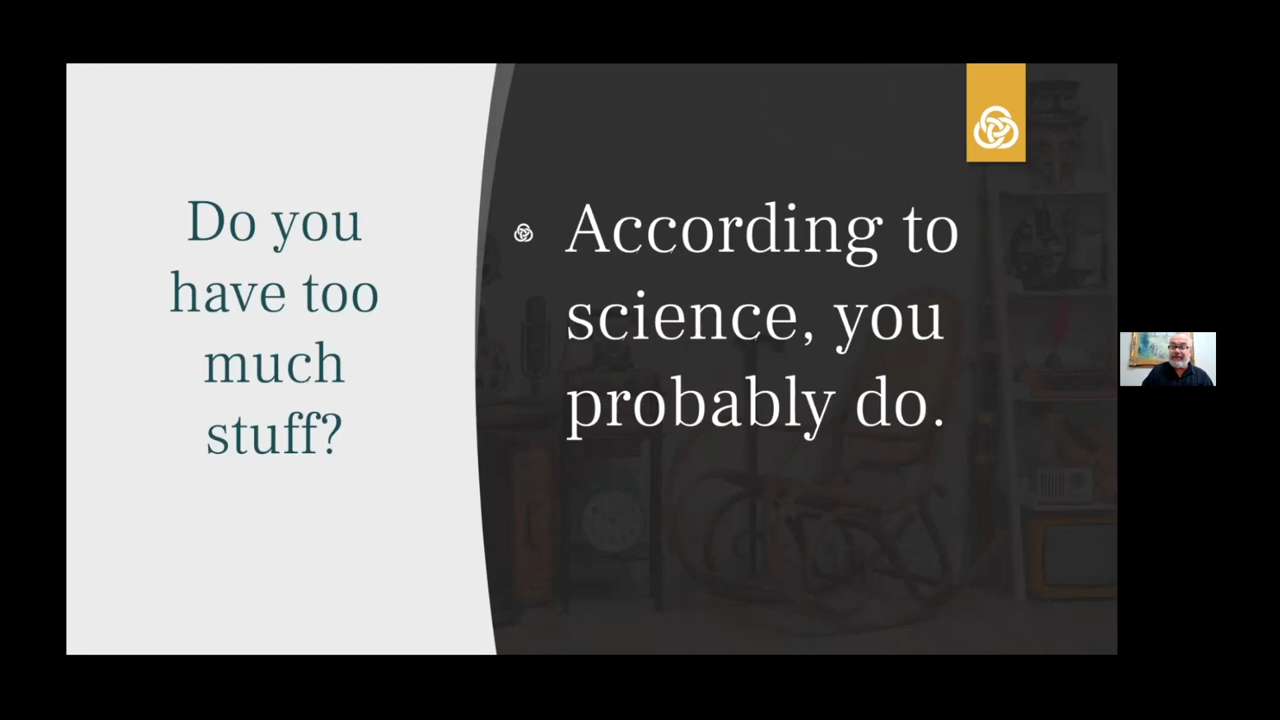 Do you
have too
much
stuff?
According to
science, you
probably do.